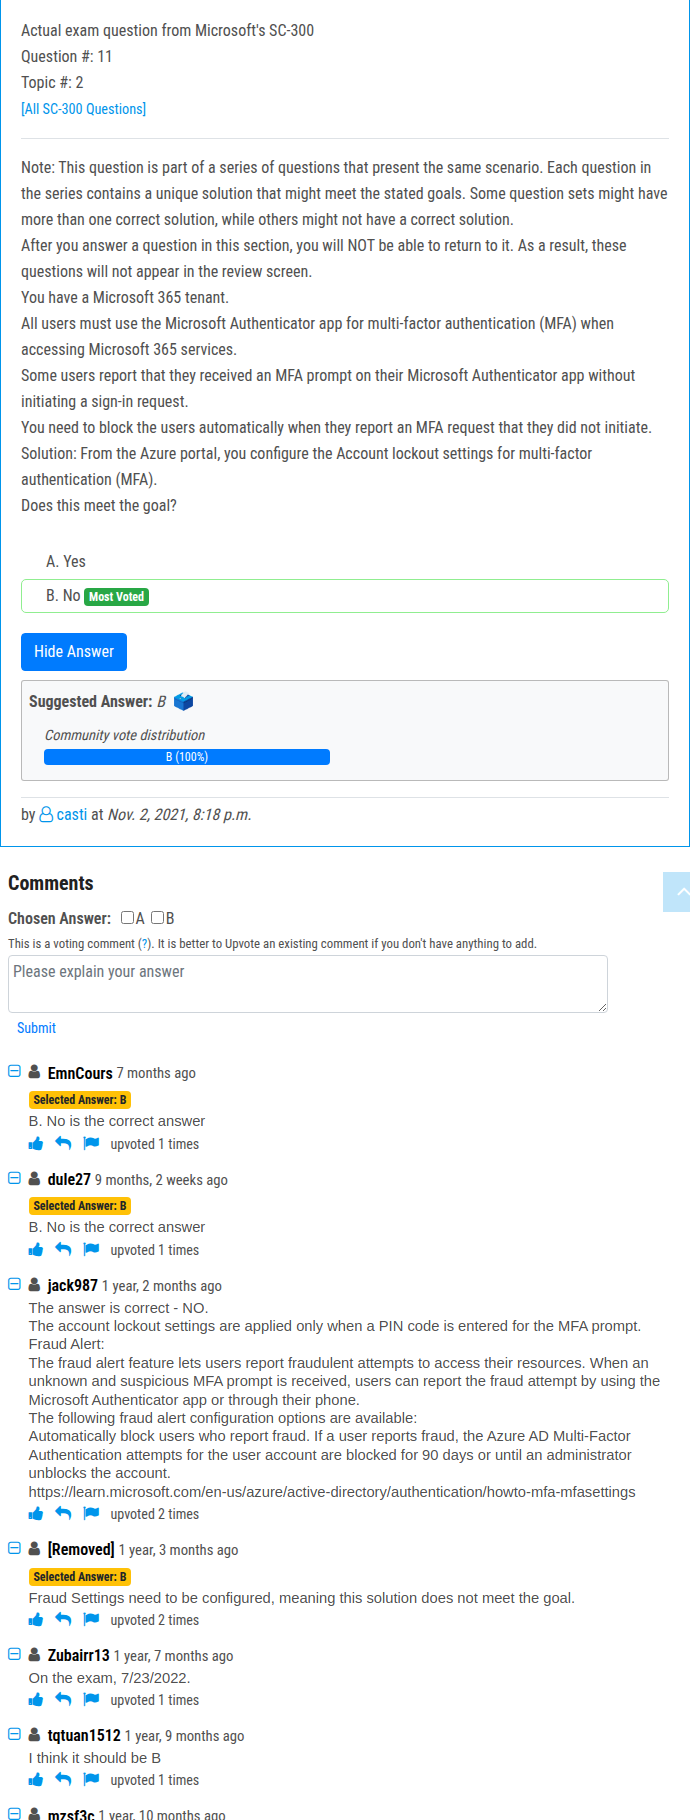 Actual exam question from Microsoft's SC-300
Question #: 11
Topic #: 2
[All SC-300 Questions]
Note: This question is part of a series of questions that present the same scenario. Each question in
the series contains a unique solution that might meet the stated goals. Some question sets might have
more than one correct solution, while others might not have a correct solution.
After you answer a question in this section, you will NOT be able to return to it. As a result, these
questions will not appear in the review screen.
You have a Microsoft 365 tenant.
All users must use the Microsoft Authenticator app for multi-factor authentication (MFA) when
accessing Microsoft 365 services.
Some users report that they received an MFA prompt on their Microsoft Authenticator app without
initiating a sign-in request.
You need to block the users automatically when they report an MFA request that they did not initiate.
Solution: From the Azure portal, you configure the Account lockout settings for multi-factor
authentication (MFA).
Does this meet the goal?
A. Yes
B. No Most Voted
Hide Answer
Suggested Answer: B
Community vote distribution
B (100%)
by casti at Nov. 2, 2021, 8:18 p.m.
Comments
Chosen Answer: A B
This is a voting comment (?). It is better to Upvote an existing comment if you don't have anything to add.
Please explain your answer
Submit
EmnCours 7 months ago
Selected Answer: B
B. No is the correct answer
upvoted 1 times
dule27 9 months, 2 weeks ago
Selected Answer: B
B. No is the correct answer
upvoted 1 times
jack987 1 year, 2 months ago
The answer is correct - NO.
The account lockout settings are applied only when a PIN code is entered for the MFA prompt.
Fraud Alert:
The fraud alert feature lets users report fraudulent attempts to access their resources. When an
unknown and suspicious MFA prompt is received, users can report the fraud attempt by using the
Microsoft Authenticator app or through their phone.
The following fraud alert configuration options are available:
Automatically block users who report fraud. If a user reports fraud, the Azure AD Multi-Factor
Authentication attempts for the user account are blocked for 90 days or until an administrator
unblocks the account.
https://learn.microsoft.com/en-us/azure/active-directory/authentication/howto-mfa-mfasettings
upvoted 2 times
[Removed] 1 year, 3 months ago
Selected Answer: B
Fraud Settings need to be configured, meaning this solution does not meet the goal.
upvoted 2 times
Zubairr13 1 year, 7 months ago
On the exam, 7/23/2022.
upvoted 1 times
tqtuan1512 1 year, 9 months ago
I think it should be B
upvoted 1 times
mzsf3c 1 year, 10 months ago